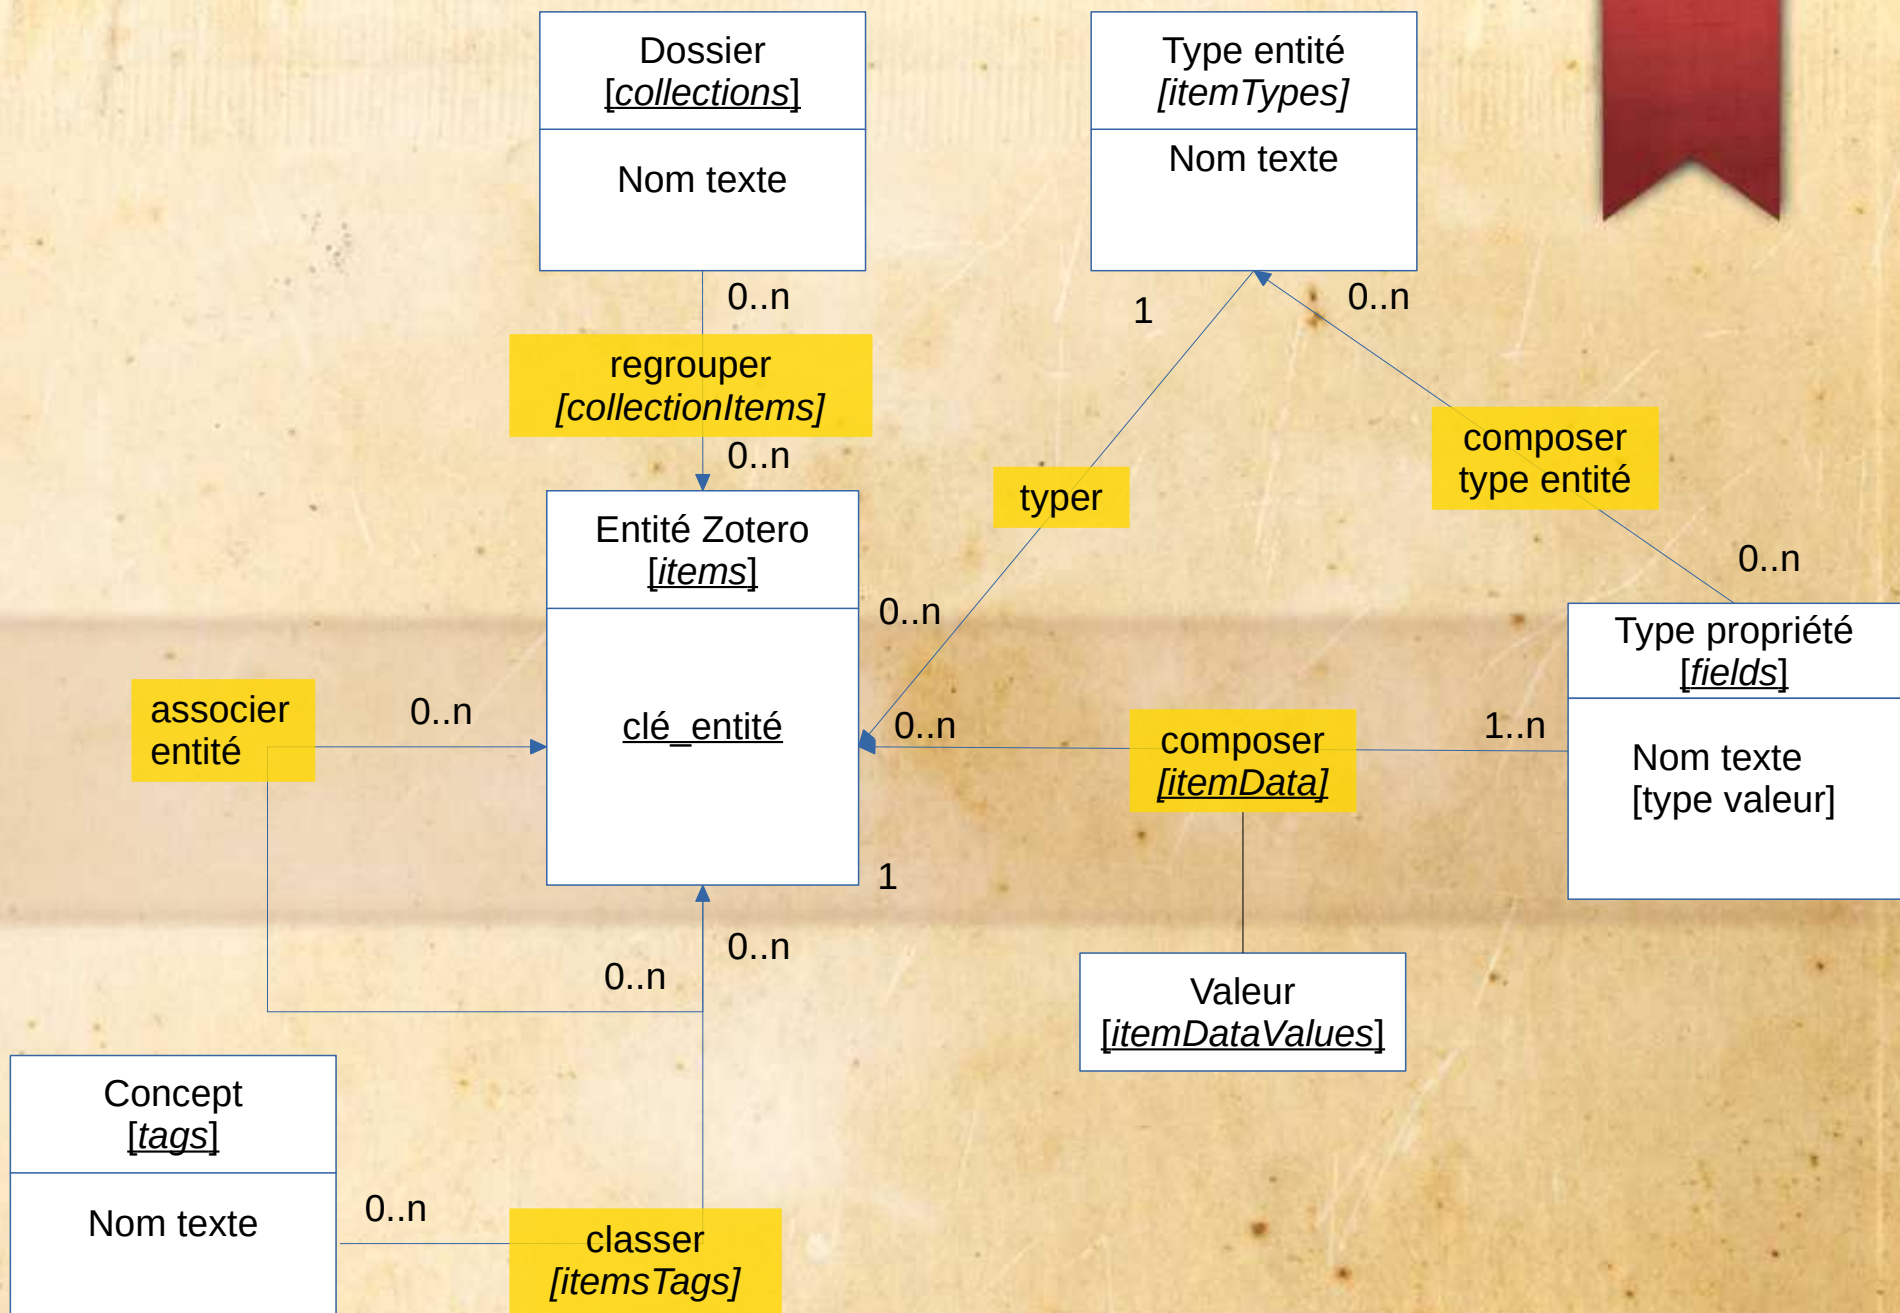 Dossier
[collections]
Nom texte
Type entité
[itemTypes]
Nom texte
0..n
1
0..n
regrouper
[collectionItems]
0..n
composer
type entité
typer
Entité Zotero
[items]
clé_entité
0..n
0..n
Type propriété
[fields]
Nom texte
[type valeur]
associer
entité
0..n
0..n
composer
[itemData]
1..n
1
0..n
0..n
Valeur
[itemDataValues]
Concept
[tags]
Nom texte
0..n
classer
[itemsTags]